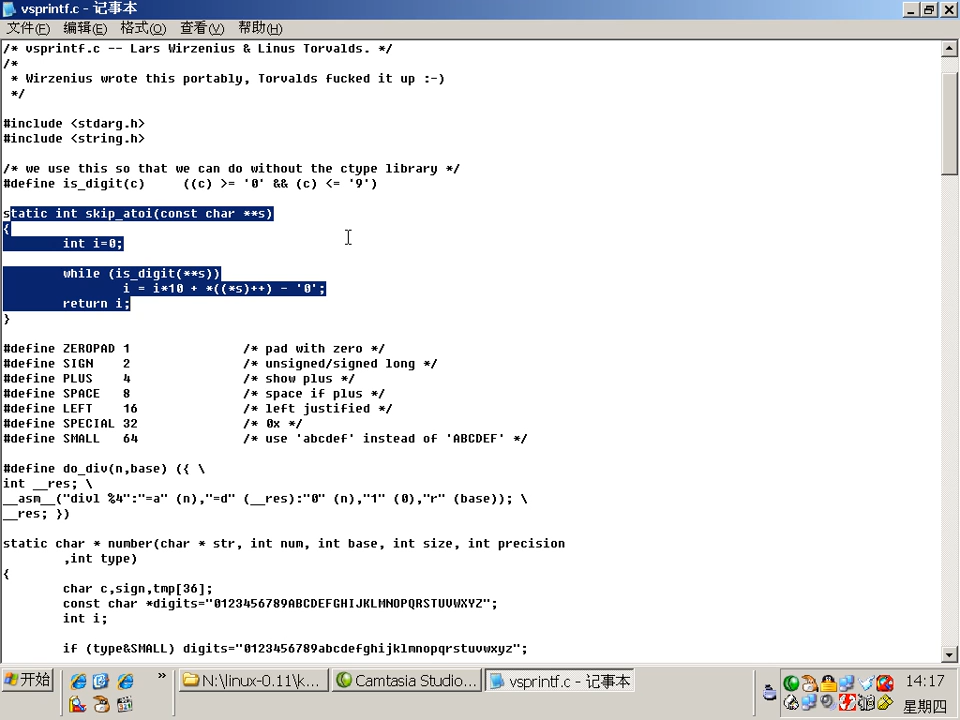 vsprintf.c - 记事本
文件(F) 编辑(E) 格式(O) 查看(V) 帮助(H)
/* vsprintf.c -- Lars Wirzenius & Linus Torvalds. */
/*
 * Wirzenius wrote this portably, Torvalds fucked it up :-)
 */

#include <stdarg.h>
#include <string.h>

/* we use this so that we can do without the ctype library */
#define is_digit(c)     ((c) >= '0' && (c) <= '9')

static int skip_atoi(const char **s)
{
        int i=0;

        while (is_digit(**s))
                i = i*10 + *((*s)++) - '0';
        return i;
}

#define ZEROPAD 1               /* pad with zero */
#define SIGN    2               /* unsigned/signed long */
#define PLUS    4               /* show plus */
#define SPACE   8               /* space if plus */
#define LEFT    16              /* left justified */
#define SPECIAL 32              /* 0x */
#define SMALL   64              /* use 'abcdef' instead of 'ABCDEF' */

#define do_div(n,base) ({ \
int __res; \
__asm__("divl %4":"=a" (n),"=d" (__res):"0" (n),"1" (0),"r" (base)); \
__res; })

static char * number(char * str, int num, int base, int size, int precision
        ,int type)
{
        char c,sign,tmp[36];
        const char *digits="0123456789ABCDEFGHIJKLMNOPQRSTUVWXYZ";
        int i;

        if (type&SMALL) digits="0123456789abcdefghijklmnopqrstuvwxyz";
开始 » N:\linux-0.11\k... Camtasia Studio... vsprintf.c - 记事本 14:17
星期四